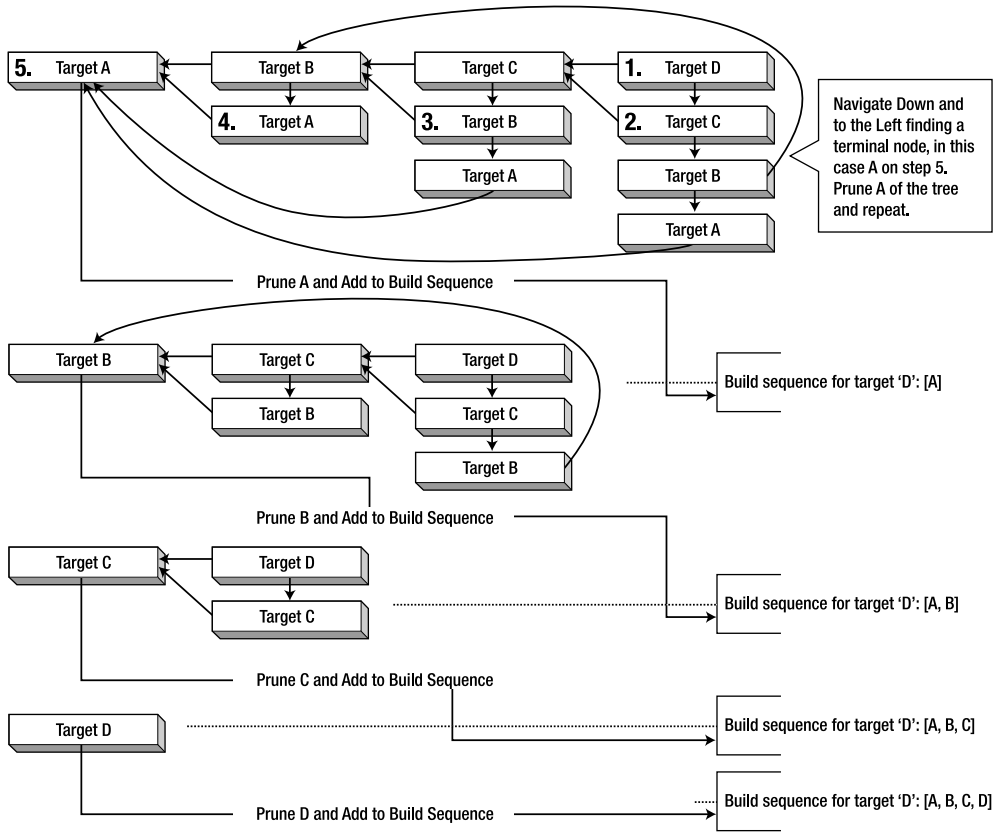 5. Target A
Target B
Target C
1. Target D
4. Target A
3. Target B
2. Target C
Target A
Target B
Target A
Navigate Down and
to the Left finding a
terminal node, in this
case A on step 5.
Prune A of the tree
and repeat.
Prune A and Add to Build Sequence
Target B
Target C
Target D
Build sequence for target ‘D’: [A]
Target B
Target C
Target B
Prune B and Add to Build Sequence
Target C
Target D
Build sequence for target ‘D’: [A, B]
Target C
Prune C and Add to Build Sequence
Target D
Build sequence for target ‘D’: [A, B, C]
Build sequence for target ‘D’: [A, B, C, D]
Prune D and Add to Build Sequence